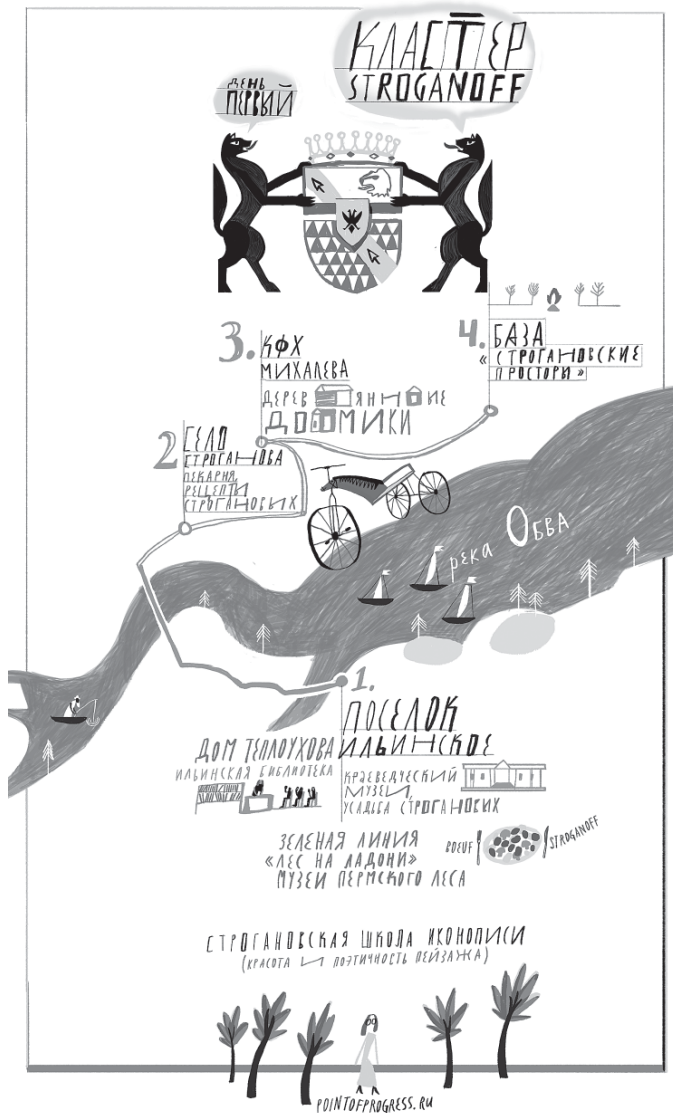 КЛАСТЕР
STROGANOFF
ДЕНЬ
ПЕРВЫЙ
3.
КФХ
МИХАЛЕВА
ДЕРЕВЯННЫЕ
ДОМИКИ
4.
БАЗА
« СТРОГАНОВСКИЕ
ПРОСТОРЫ »
2
СЕЛО
СТРОГАНОВА
ПЕКАРНЯ,
РЕЦЕПТЫ
СТРОГАНОВЫХ
река Обва
1.
ПОСЕЛОК
ИЛЬИНСКОЕ
КРАЕВЕДЧЕСКИЙ
МУЗЕЙ,
УСАДЬБА СТРОГАНОВЫХ
ДОМ ТЕПЛОУХОВА
ИЛЬИНСКАЯ БИБЛИОТЕКА
ЗЕЛЕНАЯ ЛИНИЯ
«ЛЕС НА ЛАДОНИ»
МУЗЕЙ ПЕРМСКОГО ЛЕСА
BOEUF STROGANOFF
СТРОГАНОВСКАЯ ШКОЛА ИКОНОПИСИ
(КРАСОТА И ПОЭТИЧНОСТЬ ПЕЙЗАЖА)
POINTOFPROGRESS.RU